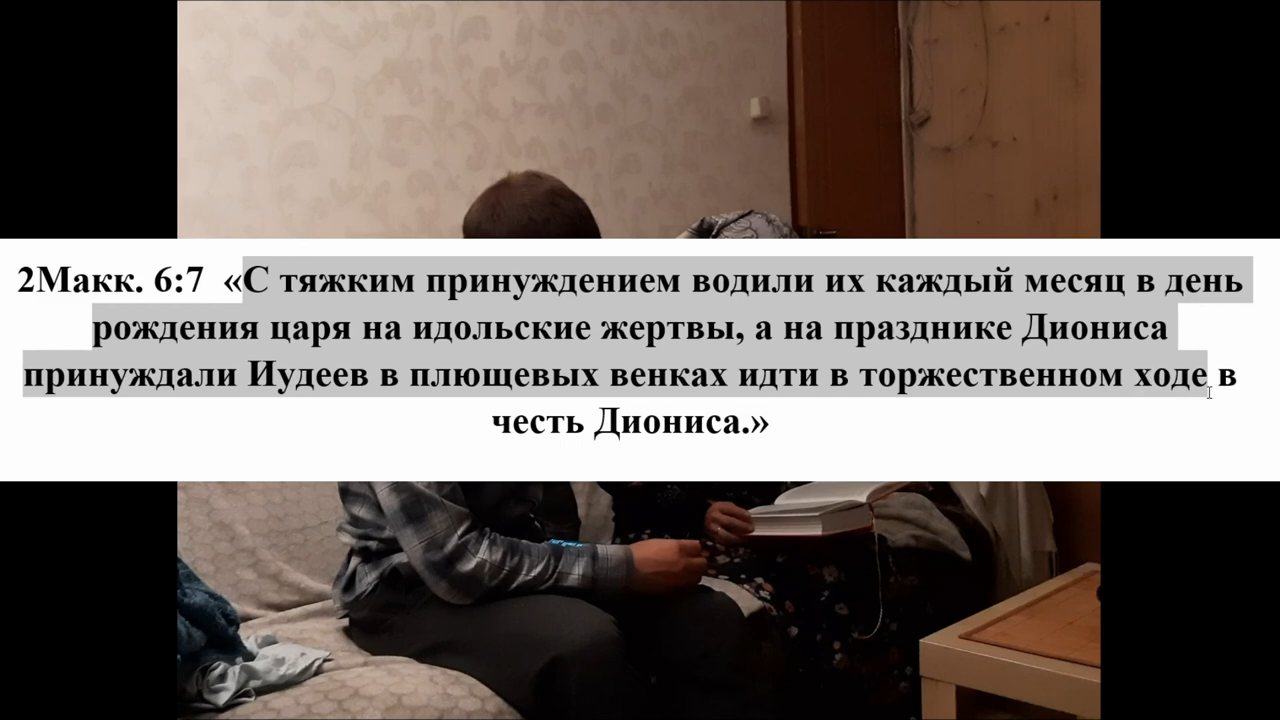 2Макк. 6:7 «С тяжким принуждением водили их каждый месяц в день
рождения царя на идольские жертвы, а на празднике Диониса
принуждали Иудеев в плющевых венках идти в торжественном ходе в
честь Диониса.»